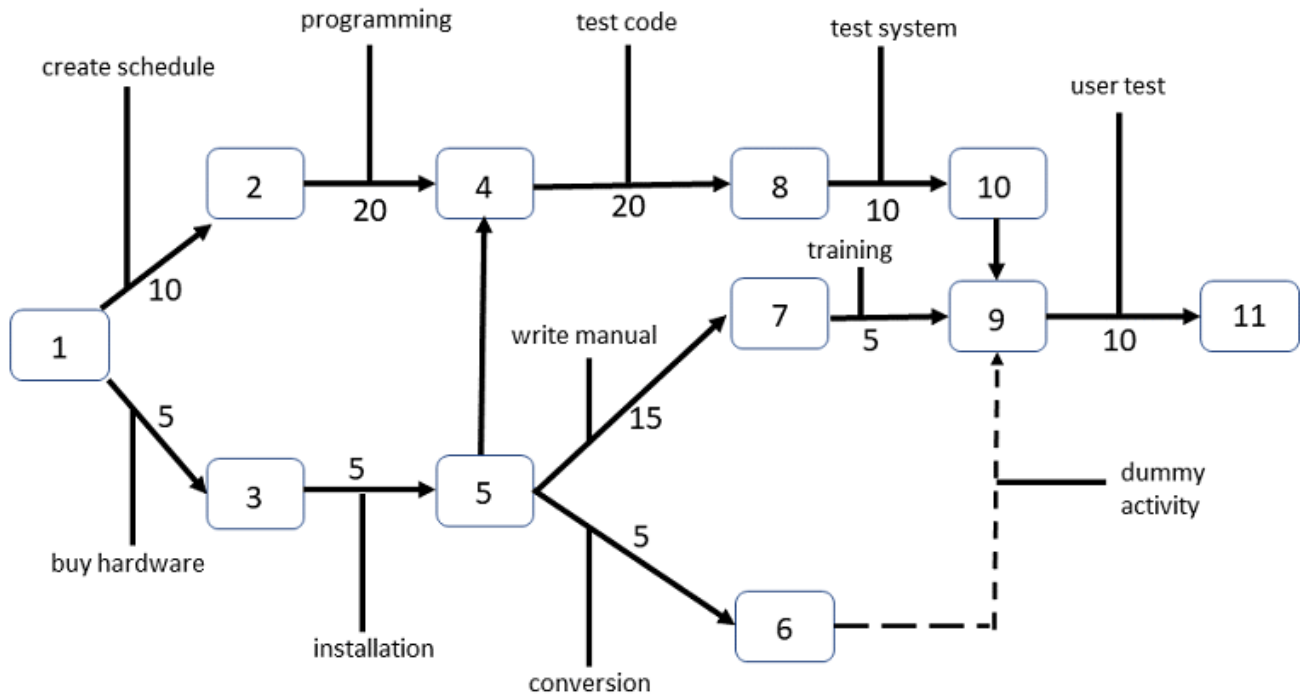 programming
test code
test system
create schedule
user test
2
4
8
10
20
20
10
training
10
1
7
9
11
write manual
5
10
5
15
5
3
5
5
dummy
activity
buy hardware
6
installation
conversion